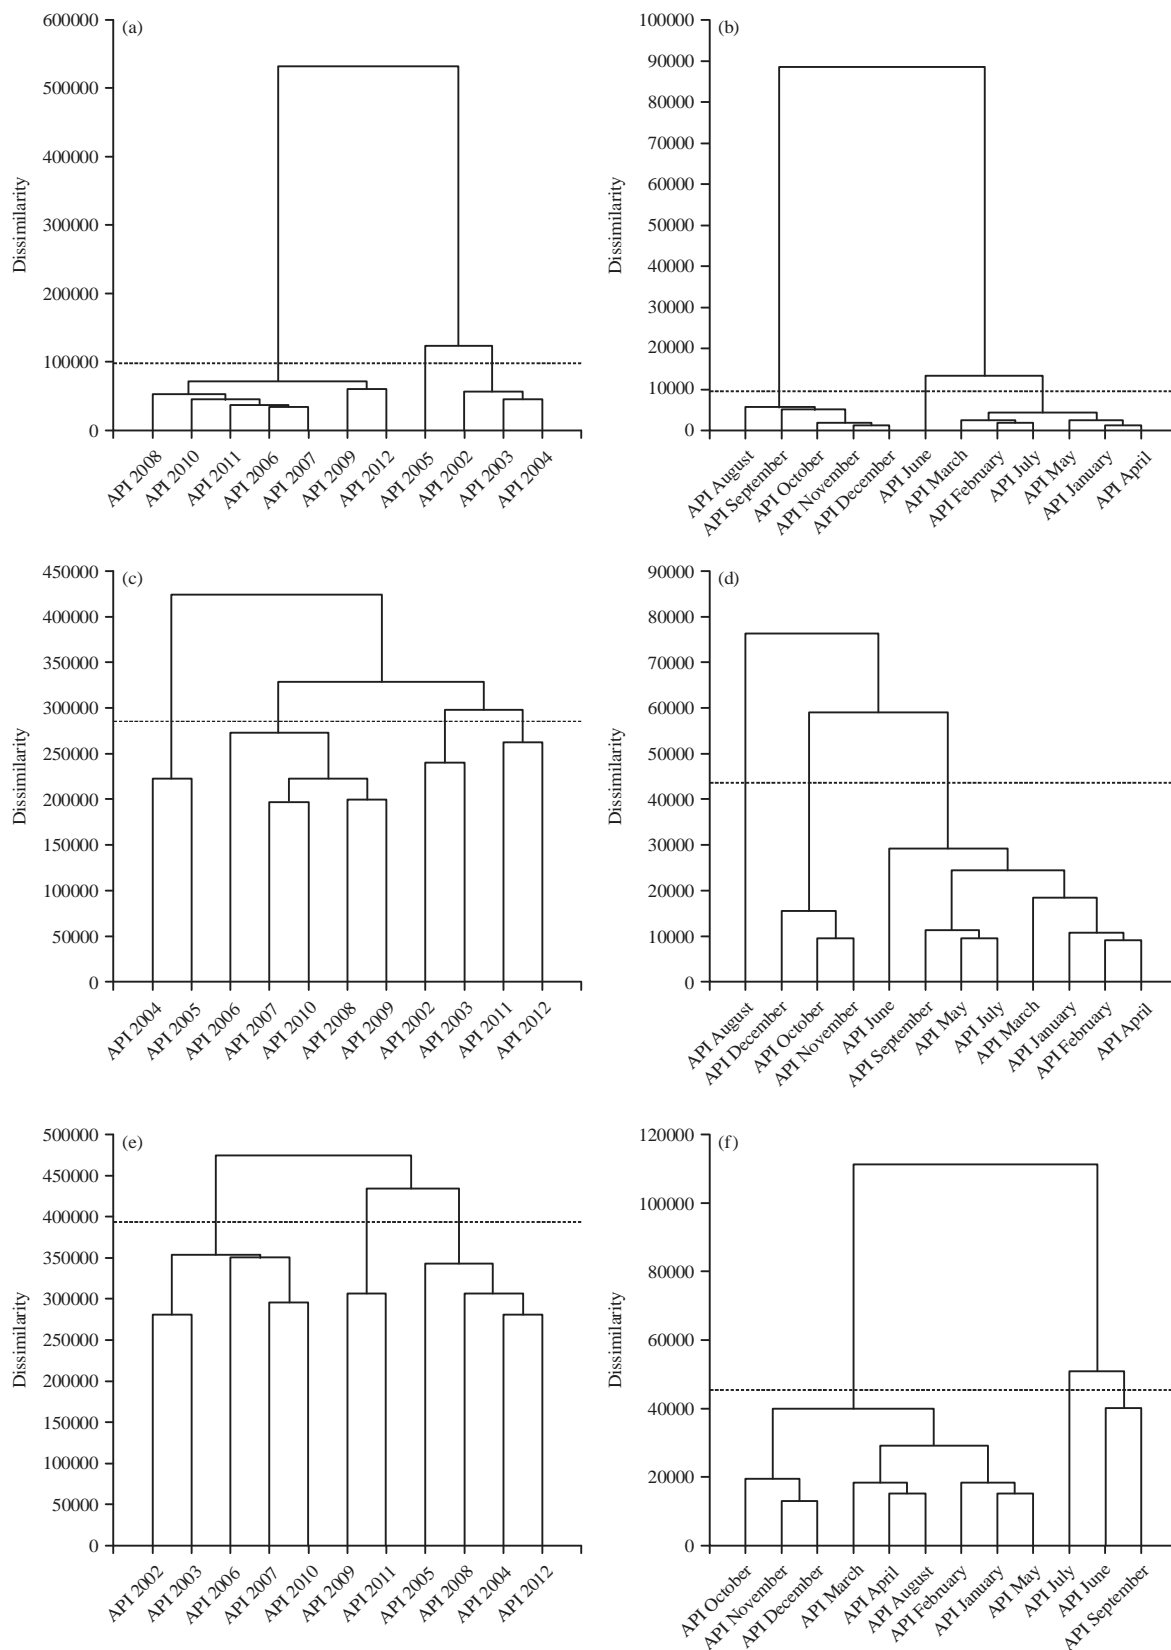 (a)
600000
500000
400000
300000
200000
100000
0
Dissimilarity
API 2008
API 2010
API 2011
API 2006
API 2007
API 2009
API 2012
API 2005
API 2002
API 2003
API 2004
(b)
100000
90000
80000
70000
60000
50000
40000
30000
20000
10000
0
Dissimilarity
API August
API September
API October
API November
API December
API June
API March
API February
API July
API May
API January
API April
(c)
450000
400000
350000
300000
250000
200000
150000
100000
50000
0
Dissimilarity
API 2004
API 2005
API 2006
API 2007
API 2010
API 2008
API 2009
API 2002
API 2003
API 2011
API 2012
(d)
90000
80000
70000
60000
50000
40000
30000
20000
10000
0
Dissimilarity
API August
API December
API October
API November
API June
API September
API May
API July
API March
API January
API February
API April
(e)
500000
450000
400000
350000
300000
250000
200000
150000
100000
50000
0
Dissimilarity
API 2002
API 2003
API 2006
API 2007
API 2010
API 2009
API 2011
API 2005
API 2008
API 2004
API 2012
(f)
120000
100000
80000
60000
40000
20000
0
Dissimilarity
API October
API November
API December
API March
API April
API August
API February
API January
API May
API July
API June
API September